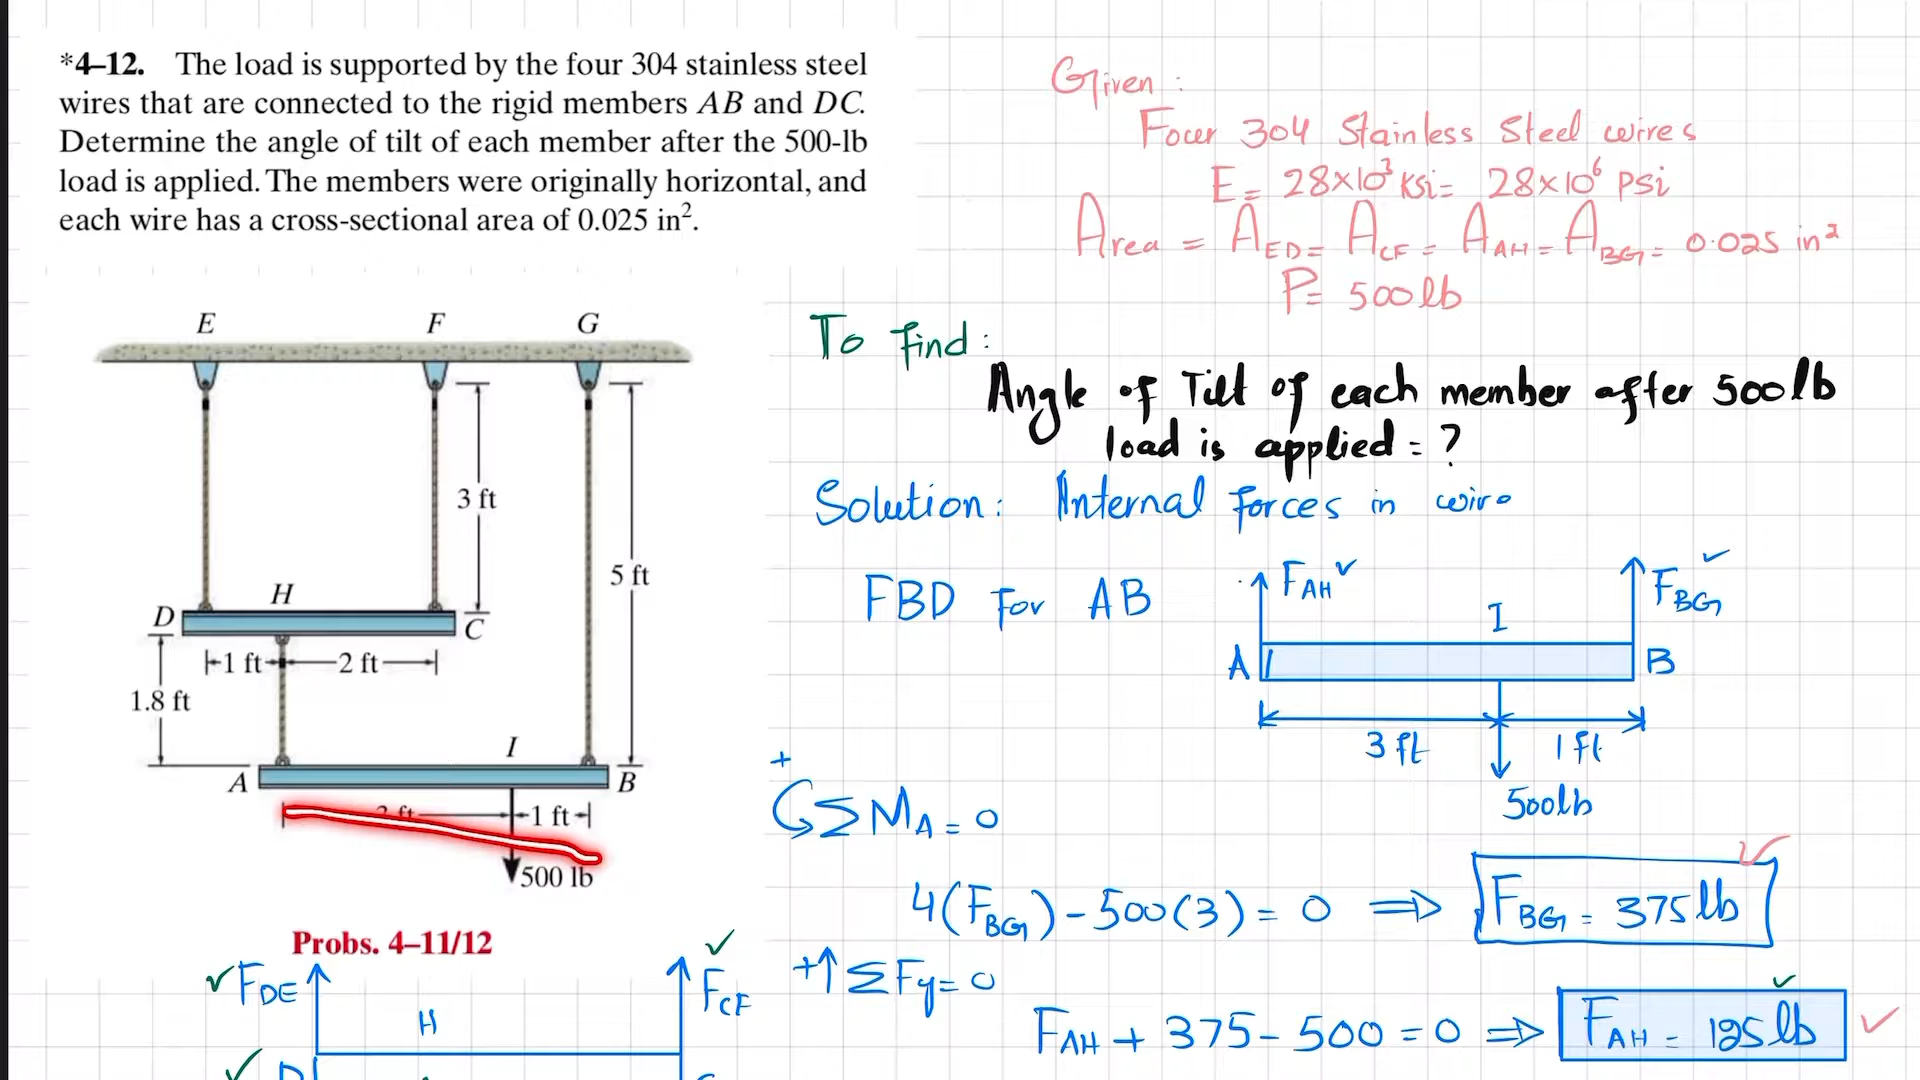 *4–12. The load is supported by the four 304 stainless steel
wires that are connected to the rigid members AB and DC.
Determine the angle of tilt of each member after the 500-lb
load is applied. The members were originally horizontal, and
each wire has a cross-sectional area of 0.025 in².
E F G
3 ft
5 ft
H
D C
1 ft 2 ft
1.8 ft
I
A B
1 ft
500 lb
Probs. 4–11/12
✓F_DE ✓F_CF
H
Given :
Four 304 Stainless Steel wires
E = 28×10³ ksi = 28×10⁶ psi
Area = A_ED = A_CF = A_AH = A_BG = 0.025 in²
P = 500 lb
To Find :
Angle of Tilt of each member after 500 lb
load is applied = ?
Solution : Internal Forces in wire
FBD For AB
F_AH ✓ F_BG ✓
I
A B
3 ft 1 ft
500lb
+ ΣM_A = 0
4(F_BG) - 500(3) = 0 ⇒ F_BG = 375 lb ✓
+↑ ΣFy = 0
F_AH + 375 - 500 = 0 ⇒ F_AH = 125 lb ✓